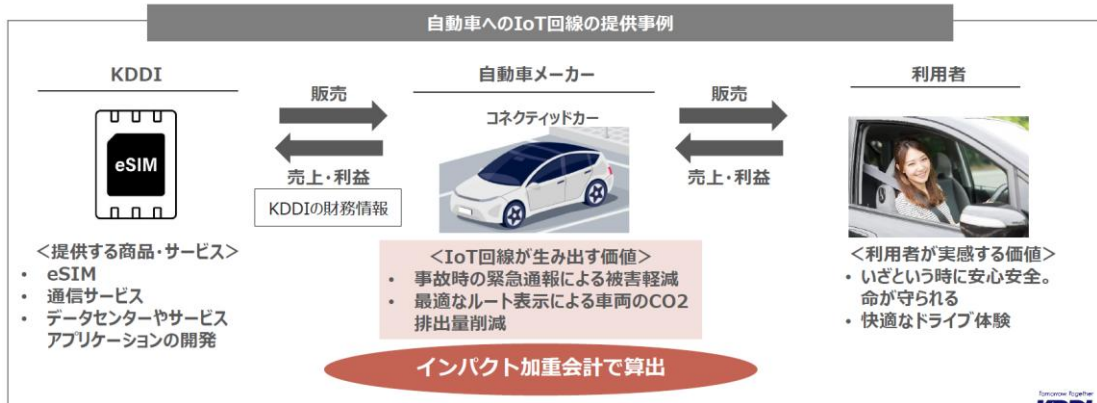 自動車へのIoT回線の提供事例
KDDI
eSIM
＜提供する商品・サービス＞
・ eSIM
・ 通信サービス
・ データセンターやサービス
アプリケーションの開発
販売
売上・利益
KDDIの財務情報
自動車メーカー
コネクティッドカー
＜IoT回線が生み出す価値＞
・ 事故時の緊急通報による被害軽減
・ 最適なルート表示による車両のCO2
排出量削減
インパクト加重会計で算出
販売
売上・利益
利用者
＜利用者が実感する価値＞
・ いざという時に安心安全。
命が守られる
・ 快適なドライブ体験
Tomorrow Together
KDDI